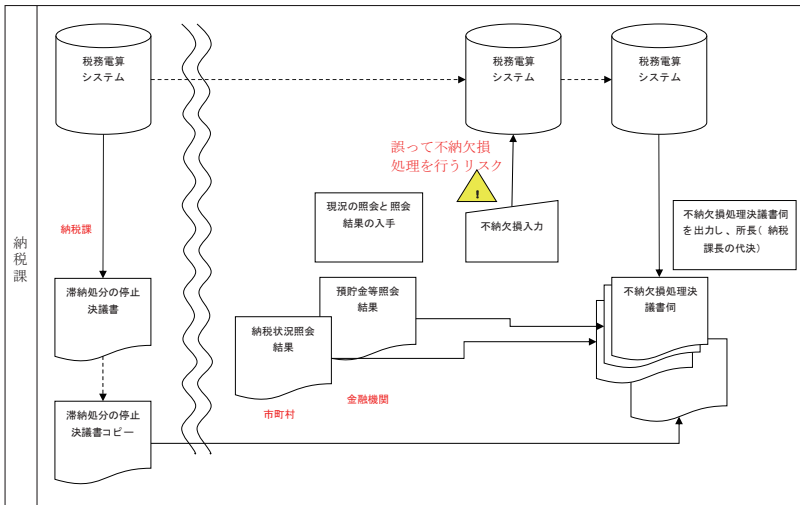 納税課
税務電算
システム
税務電算
システム
税務電算
システム
誤って不納欠損
処理を行うリスク
!
現況の照会と照会
結果の入手
不納欠損入力
不納欠損処理決議書伺
を出力し、所長(納税
課長の代決)
納税課
滞納処分の停止
決議書
預貯金等照会
結果
納税状況照会
結果
不納欠損処理決
議書伺
金融機関
市町村
滞納処分の停止
決議書コピー